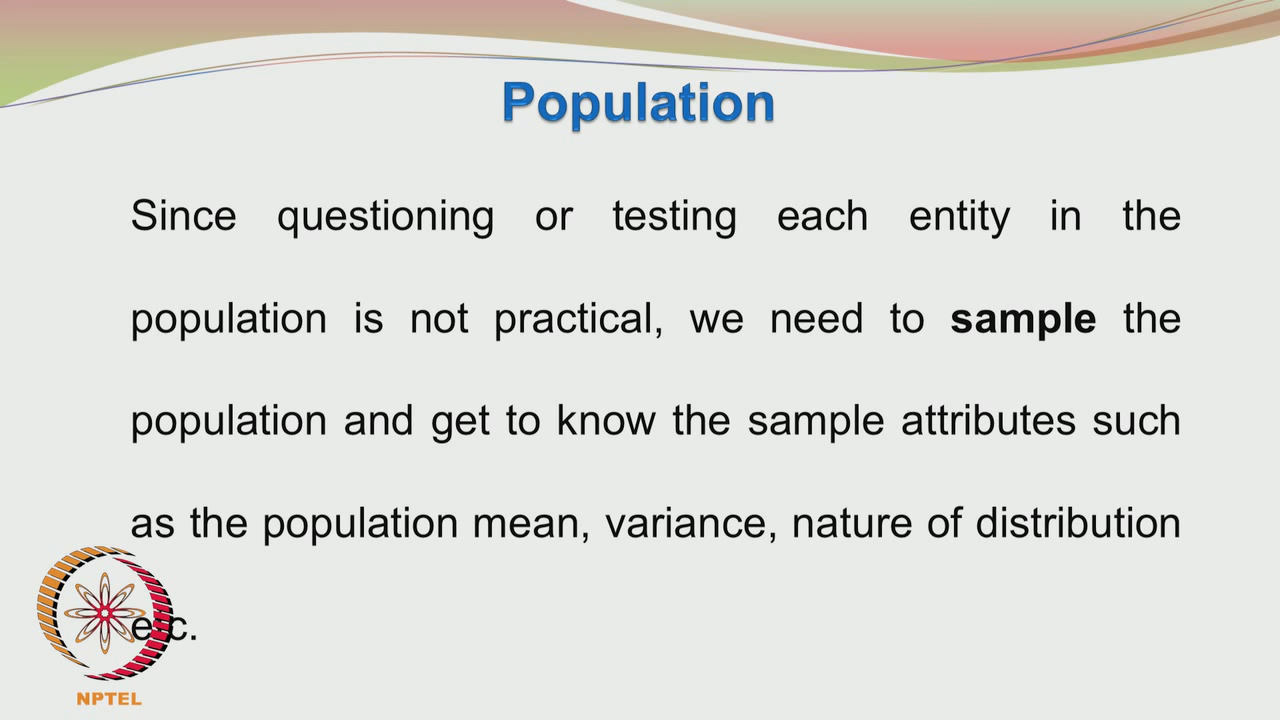 Population
Since questioning or testing each entity in the
population is not practical, we need to sample the
population and get to know the sample attributes such
as the population mean, variance, nature of distribution
etc.
NPTEL